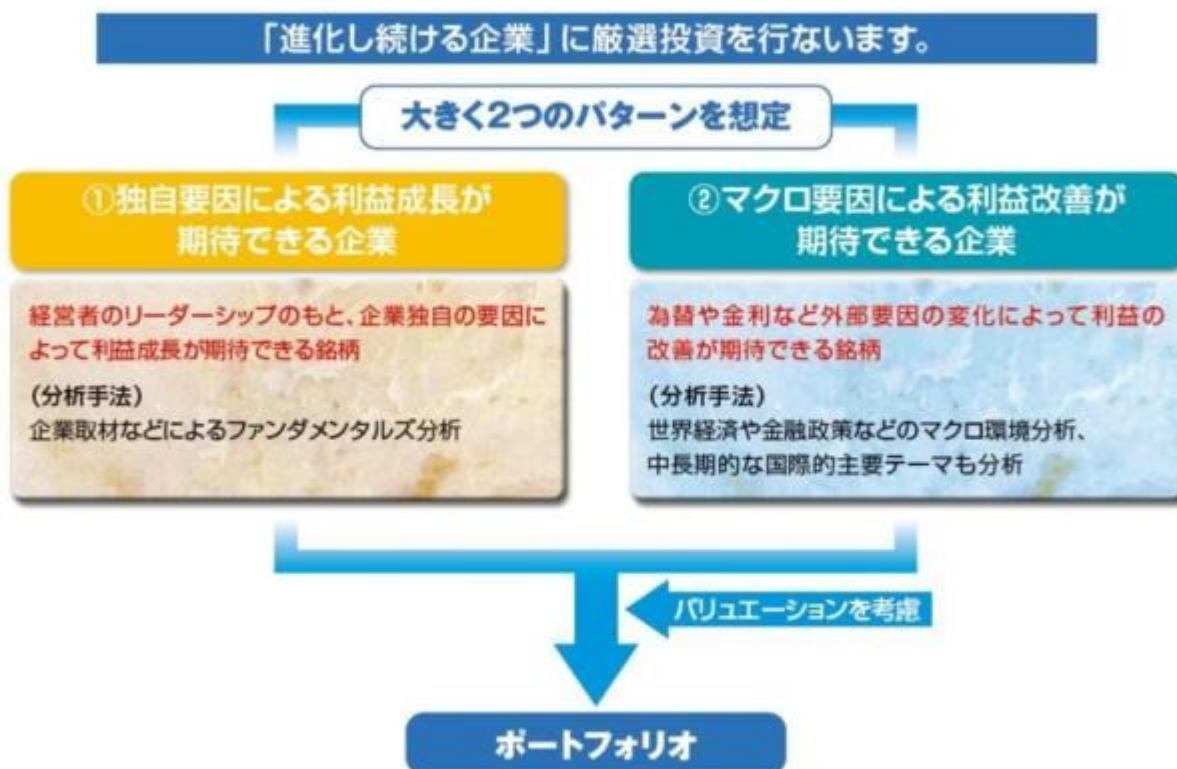 「進化し続ける企業」に厳選投資を行ないます。
大きく2つのパターンを想定
①独自要因による利益成長が
期待できる企業
経営者のリーダーシップのもと、企業独自の要因に
よって利益成長が期待できる銘柄
(分析手法)
企業取材などによるファンダメンタルズ分析
②マクロ要因による利益改善が
期待できる企業
為替や金利など外部要因の変化によって利益の
改善が期待できる銘柄
(分析手法)
世界経済や金融政策などのマクロ環境分析、
中長期的な国際的主要テーマも分析
バリュエーションを考慮
ポートフォリオ